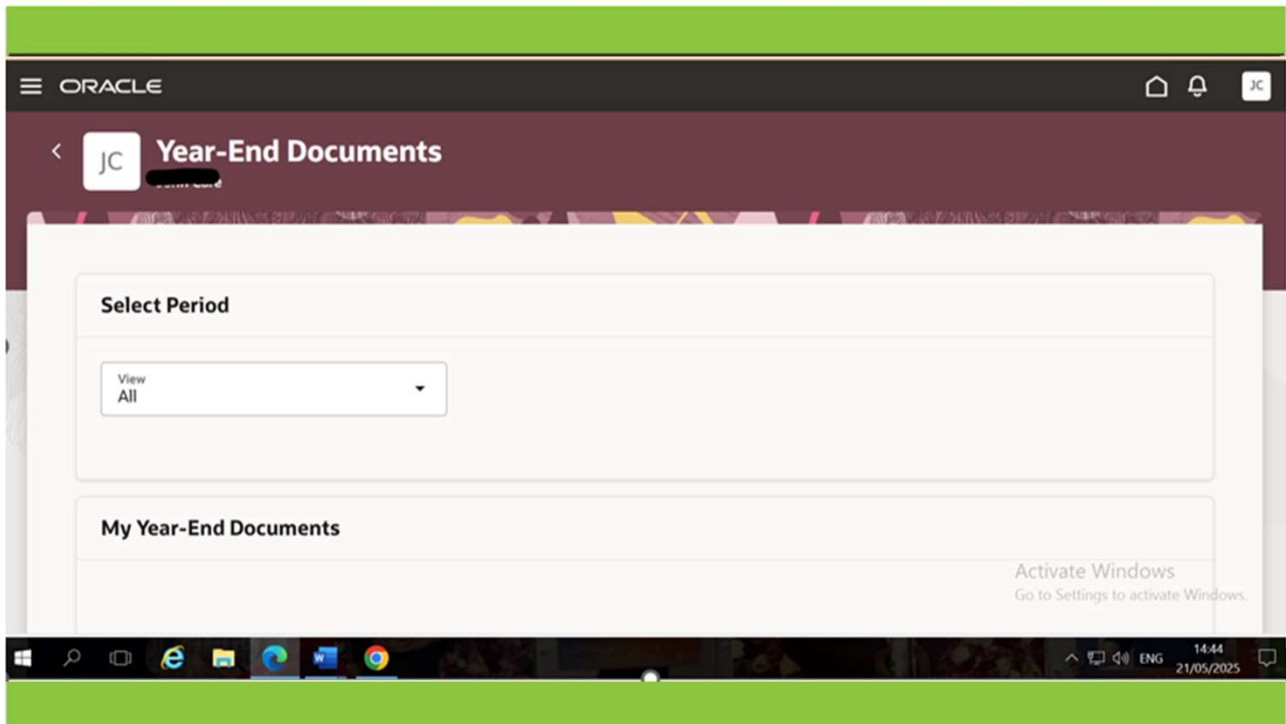 ORACLE
JC
JC
Year-End Documents
Select Period
View
All
My Year-End Documents
Activate Windows
Go to Settings to activate Windows.
ENG
14:44
21/05/2025